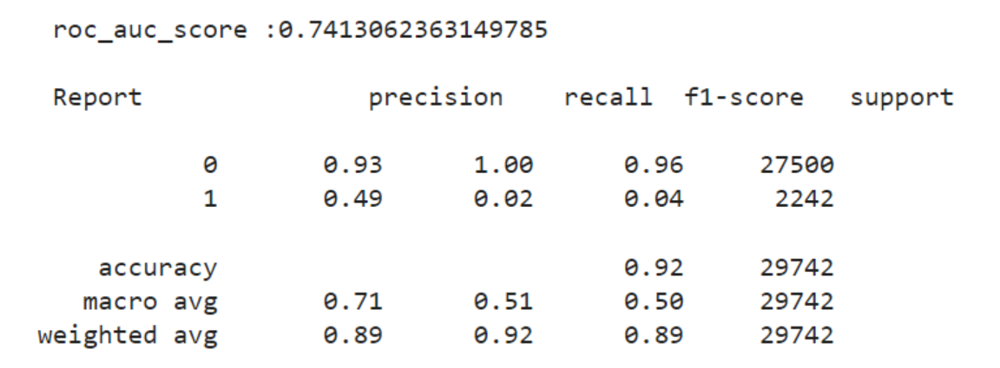 roc_auc_score :0.7413062363149785
Report precision recall f1-score support
0 0.93 1.00 0.96 27500
1 0.49 0.02 0.04 2242
accuracy 0.92 29742
macro avg 0.71 0.51 0.50 29742
weighted avg 0.89 0.92 0.89 29742